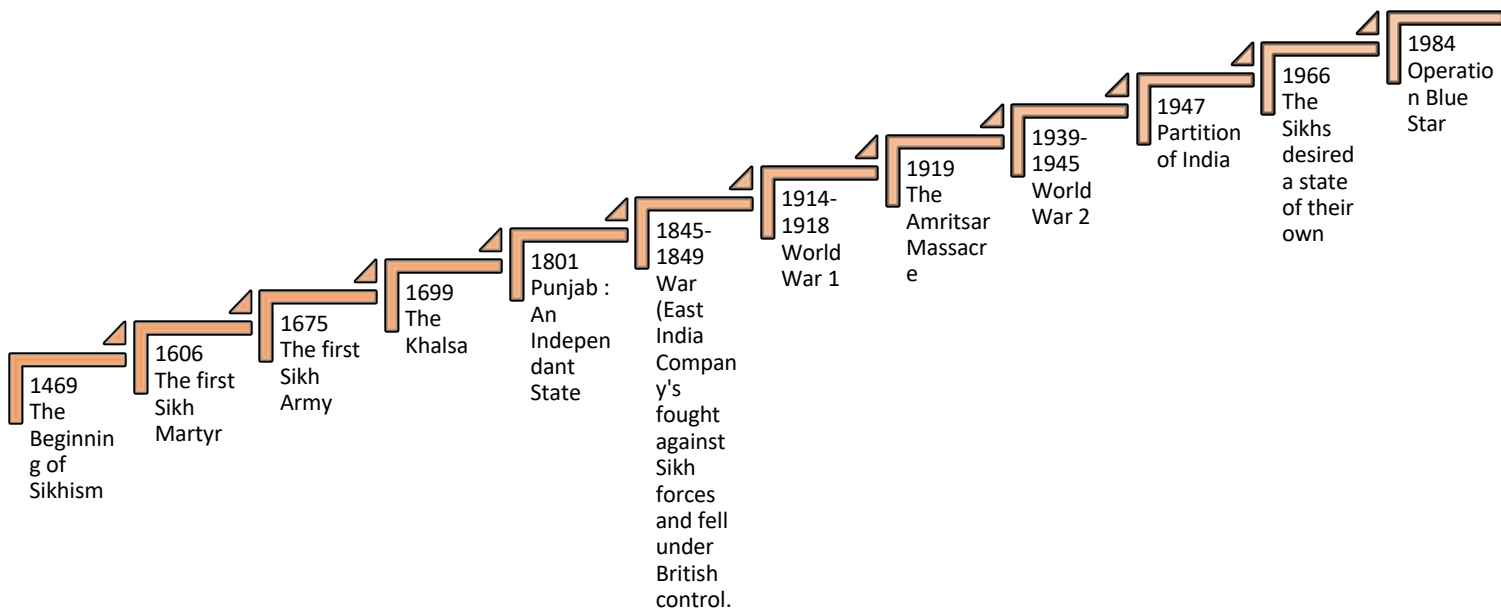 1469
The
Beginnin
g of
Sikhism
1606
The first
Sikh
Martyr
1675
The first
Sikh
Army
1699
The
Khalsa
1801
Punjab :
An
Indepen
dant
State
1845-
1849
War
(East
India
Compan
y's
fought
against
Sikh
forces
and fell
under
British
control.
1914-
1918
World
War 1
1919
The
Amritsar
Massacr
e
1939-
1945
World
War 2
1947
Partition
of India
1966
The
Sikhs
desired
a state
of their
own
1984
Operatio
n Blue
Star